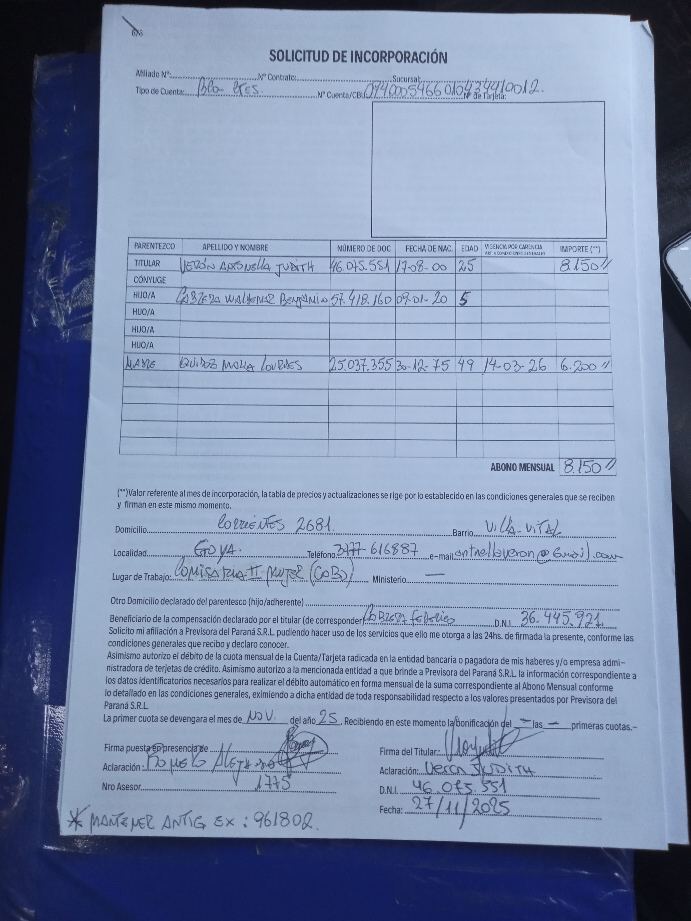 SOLICITUD DE INCORPORACIÓN
Afiliado N°: N° Contrato: Sucursal:
Tipo de Cuenta: N° Cuenta/CBU: N° de Tarjeta:
PARENTEZCO APELLIDO Y NOMBRE NÚMERO DE DOC FECHA DE NAC. EDAD VIGENCIA POR CARENCIA IMPORTE (**)
TITULAR VERÓN ANTONELLA JUDITH 46.075.551 17-08-00 25 8.150//
CÓNYUGE
HIJO/A Benjamin 57.418.160 09-01-20 5
HIJO/A
HIJO/A
HIJO/A
MADRE LOURDES 25.037.355 30-12-75 49 14-03-26 6.200//
ABONO MENSUAL 8.150//
(**)Valor referente al mes de incorporación, la tabla de precios y actualizaciones se rige por lo establecido en las condiciones generales que se reciben
y firman en este mismo momento.
Domicilio CORRIENTES 2681. Barrio VILLA-VITAL
Localidad GOYA. Teléfono 3777-616887 e-mail @Gmail.com
Lugar de Trabajo: COMISARIA II MUJER Ministerio —
Otro Domicilio declarado del parentesco (hijo/adherente)
Beneficiario de la compensación declarado por el titular (de corresponder) Federico D.N.I. 36.445.921
Solicito mi afiliación a Previsora del Paraná S.R.L. pudiendo hacer uso de los servicios que ello me otorga a las 24hs. de firmada la presente, conforme las
condiciones generales que recibo y declaro conocer.
Asimismo autorizo el débito de la cuota mensual de la Cuenta/Tarjeta radicada en la entidad bancaria o pagadora de mis haberes y/o empresa admi-
nistradora de tarjetas de crédito. Asimismo autorizo a la mencionada entidad a que brinde a Previsora del Paraná S.R.L. la información correspondiente a
los datos identificatorios necesarios para realizar el débito automático en forma mensual de la suma correspondiente al Abono Mensual conforme
lo detallado en las condiciones generales, eximiendo a dicha entidad de toda responsabilidad respecto a los valores presentados por Previsora del
Paraná S.R.L.
La primer cuota se devengara el mes de NOV. del año 25. Recibiendo en este momento la Bonificación del — las — primeras cuotas.-
Firma puesta en presencia de
Firma del Titular:
Aclaración: ROMERO
Aclaración: Veron JUDITH
Nro Asesor 1775
D.N.I. 46.075.551
Fecha: 27/11/2025
* MANTENER ANTIG EX: 961802.